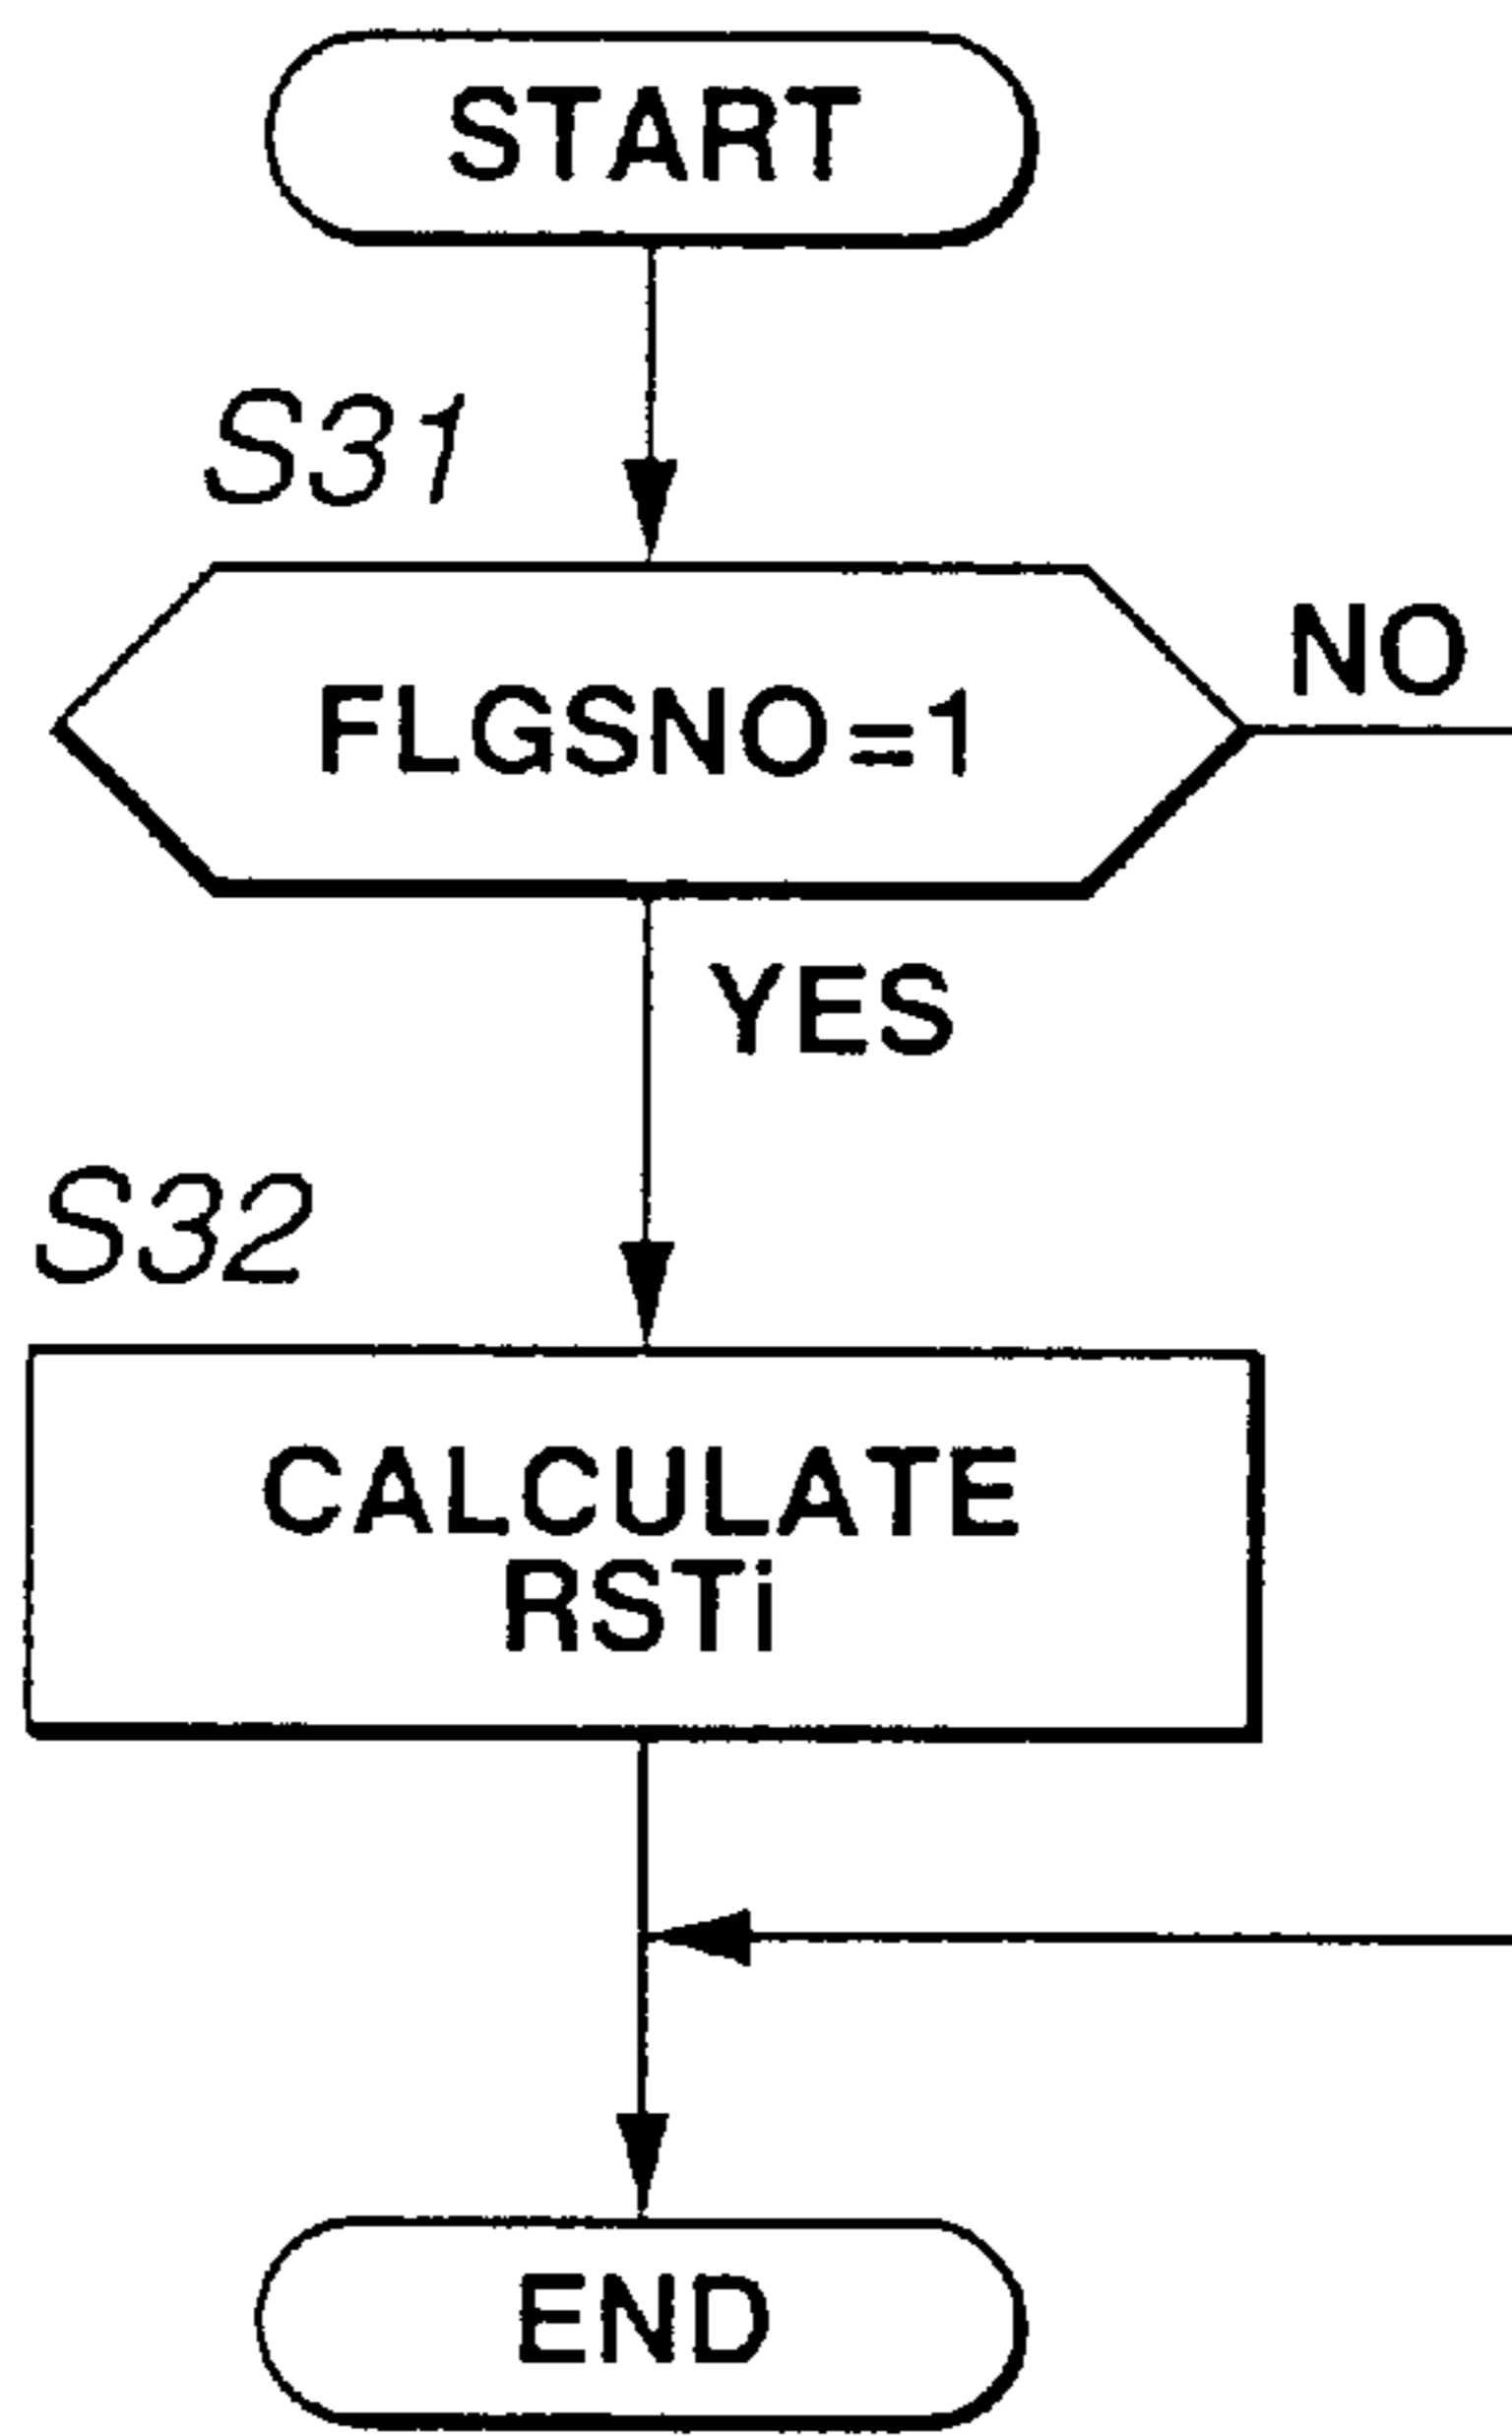 START
S31
FLGSNO=1
NO
YES
S32
CALCULATE
RSTi
END